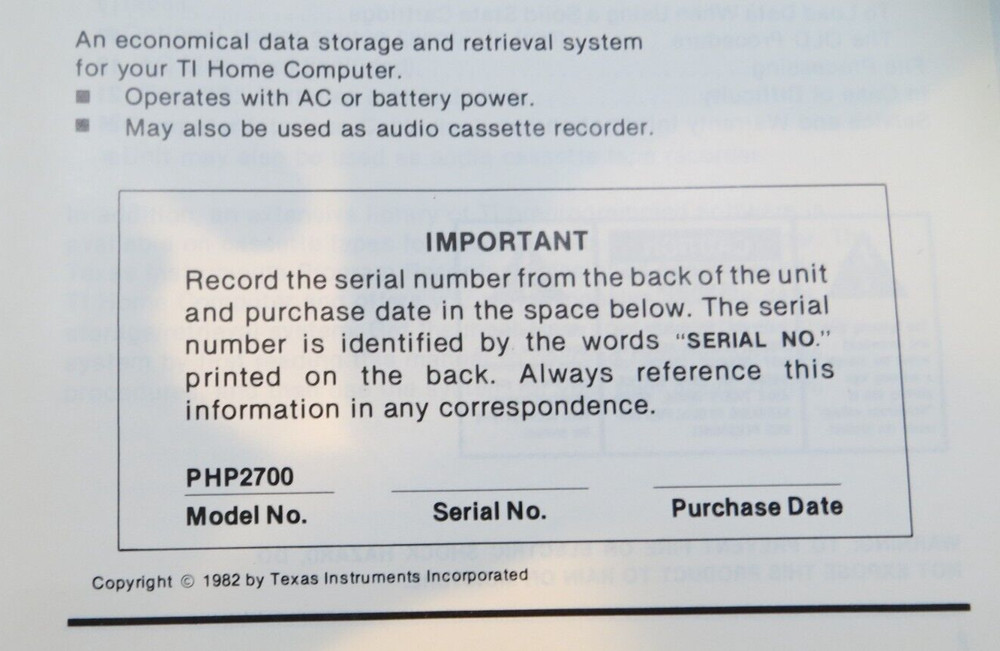 An economical data storage and retrieval system
for your TI Home Computer.
■ Operates with AC or battery power.
■ May also be used as audio cassette recorder.
IMPORTANT
Record the serial number from the back of the unit
and purchase date in the space below. The serial
number is identified by the words "SERIAL NO."
printed on the back. Always reference this
information in any correspondence.
PHP2700
Model No. Serial No. Purchase Date
Copyright © 1982 by Texas Instruments Incorporated